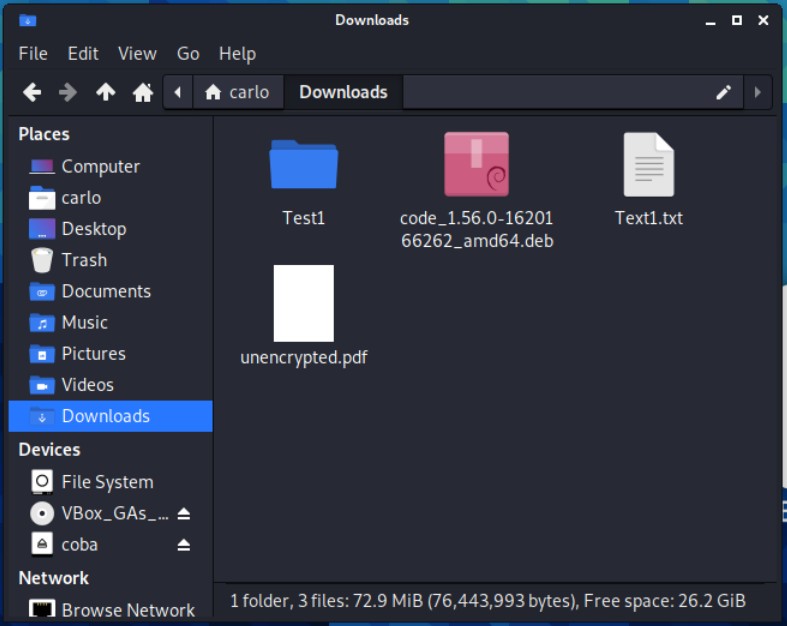 Downloads
File Edit View Go Help
carlo Downloads
Places
Computer
carlo
Desktop
Trash
Documents
Music
Pictures
Videos
Downloads
Devices
File System
VBox_GAs_...
coba
Network
Browse Network
Test1
code_1.56.0-16201
66262_amd64.deb
Text1.txt
unencrypted.pdf
1 folder, 3 files: 72.9 MiB (76,443,993 bytes), Free space: 26.2 GiB